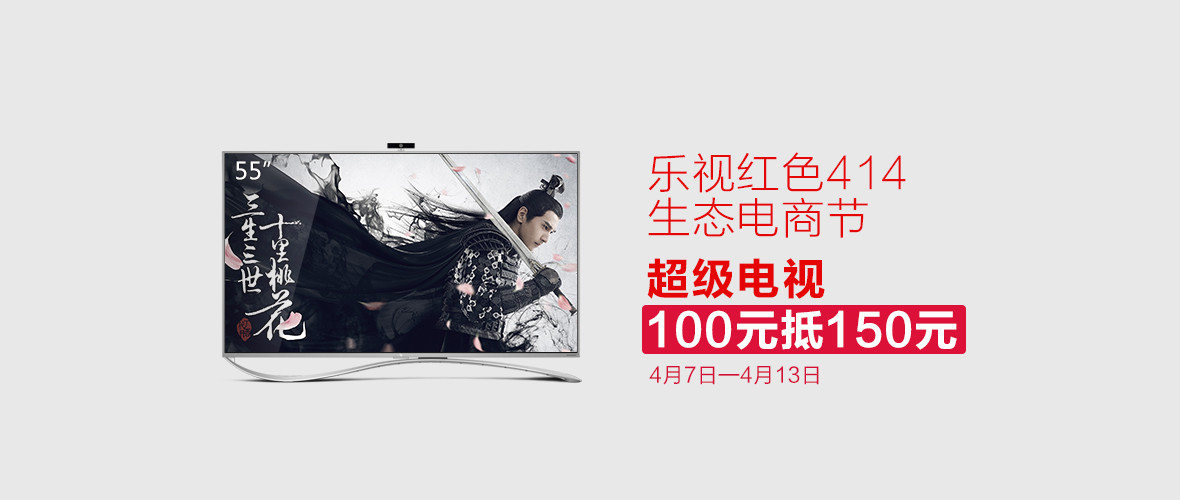 55”
三生三世
十里桃花
乐视红色414
生态电商节
超级电视
100元抵150元
4月7日—4月13日